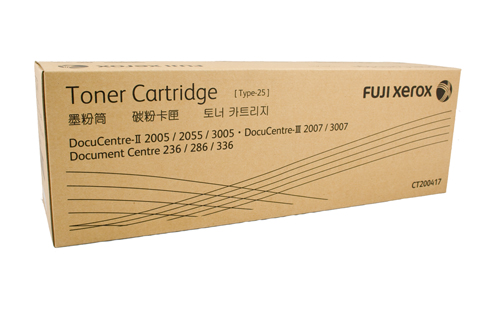 Toner Cartridge [Type-25]
墨粉筒 碳粉卡匣 토너 카트리지
DocuCentre-II 2005 / 2055 / 3005・DocuCentre-III 2007 / 3007
Document Centre 236 / 286 / 336
FUJI xerox
CT200417